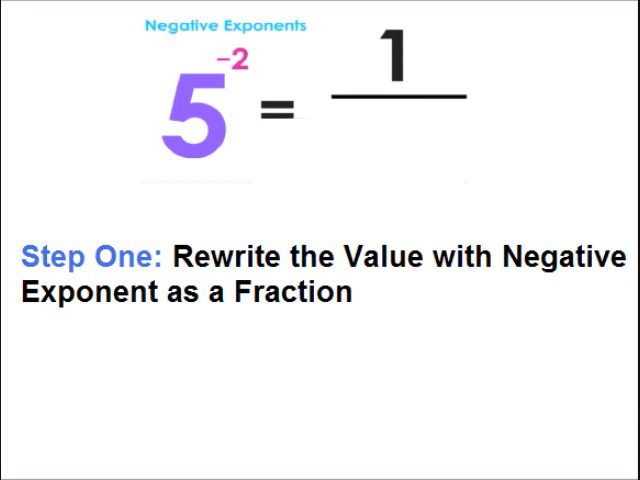 Negative Exponents
5⁻² = 1
Step One: Rewrite the Value with Negative
Exponent as a Fraction